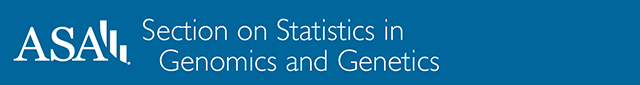 ASA Section on Statistics in
Genomics and Genetics